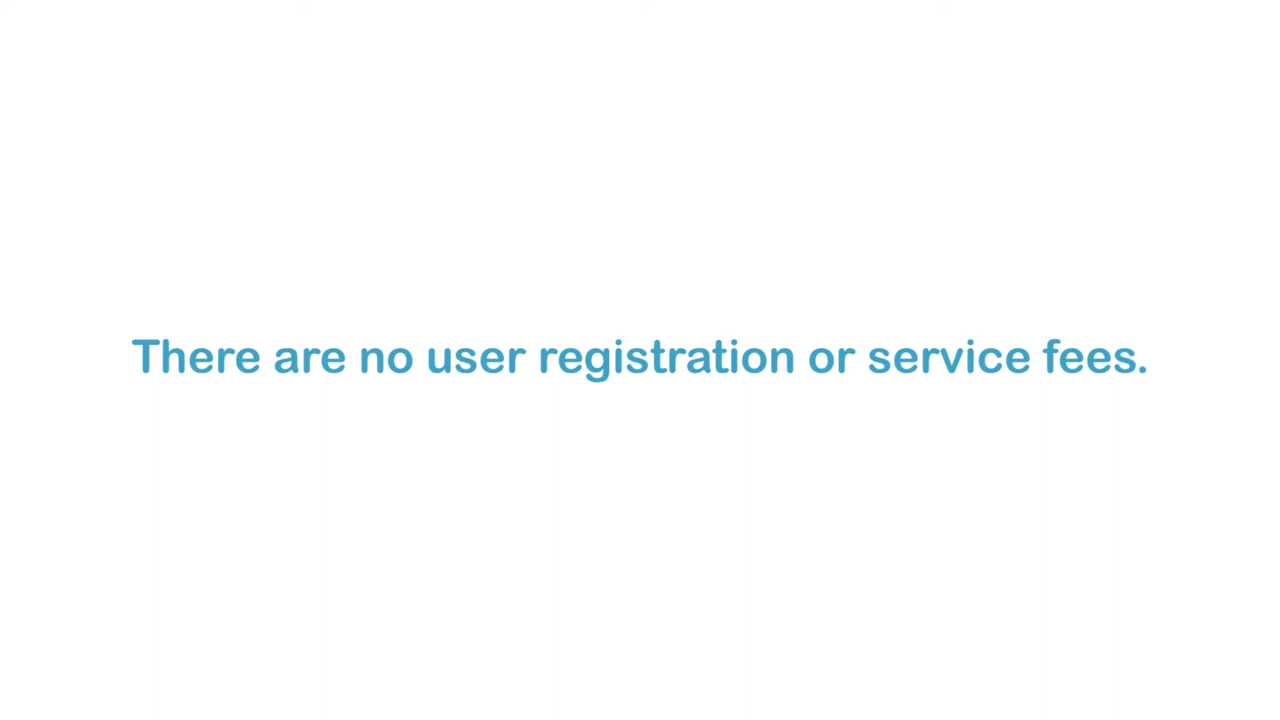 There are no user registration or service fees.